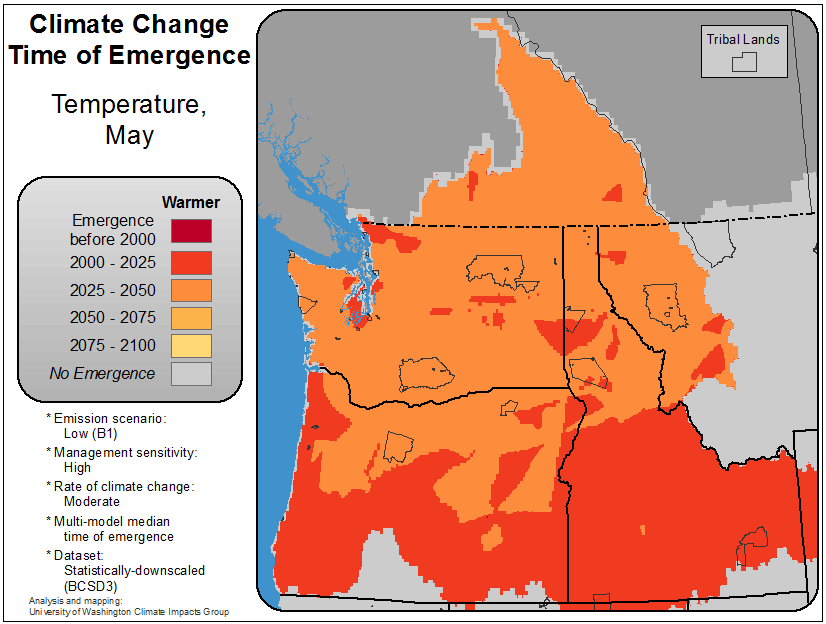 Climate Change
Time of Emergence
Temperature,
May
Warmer
Emergence
before 2000
2000 - 2025
2025 - 2050
2050 - 2075
2075 - 2100
No Emergence
* Emission scenario:
Low (B1)
* Management sensitivity:
High
* Rate of climate change:
Moderate
* Multi-model median
time of emergence
* Dataset:
Statistically-downscaled
(BCSD3)
Analysis and mapping:
University of Washington Climate Impacts Group
Tribal Lands